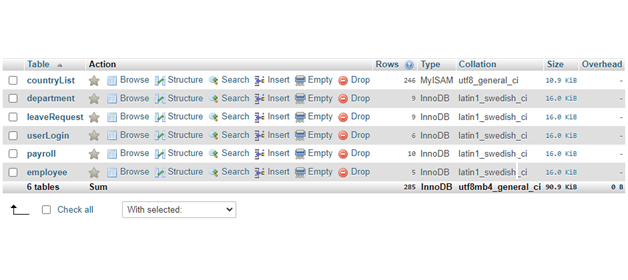 Table Action Rows Type Collation Size Overhead
countryList Browse Structure Search Insert Empty Drop 246 MyISAM utf8_general_ci 10.9 KiB -
department Browse Structure Search Insert Empty Drop 9 InnoDB latin1_swedish_ci 16.0 KiB -
leaveRequest Browse Structure Search Insert Empty Drop 9 InnoDB latin1_swedish_ci 16.0 KiB -
userLogin Browse Structure Search Insert Empty Drop 6 InnoDB latin1_swedish_ci 16.0 KiB -
payroll Browse Structure Search Insert Empty Drop 10 InnoDB latin1_swedish_ci 16.0 KiB -
employee Browse Structure Search Insert Empty Drop 5 InnoDB latin1_swedish_ci 16.0 KiB -
6 tables Sum 285 InnoDB utf8mb4_general_ci 90.9 KiB 0 B
Check all With selected: